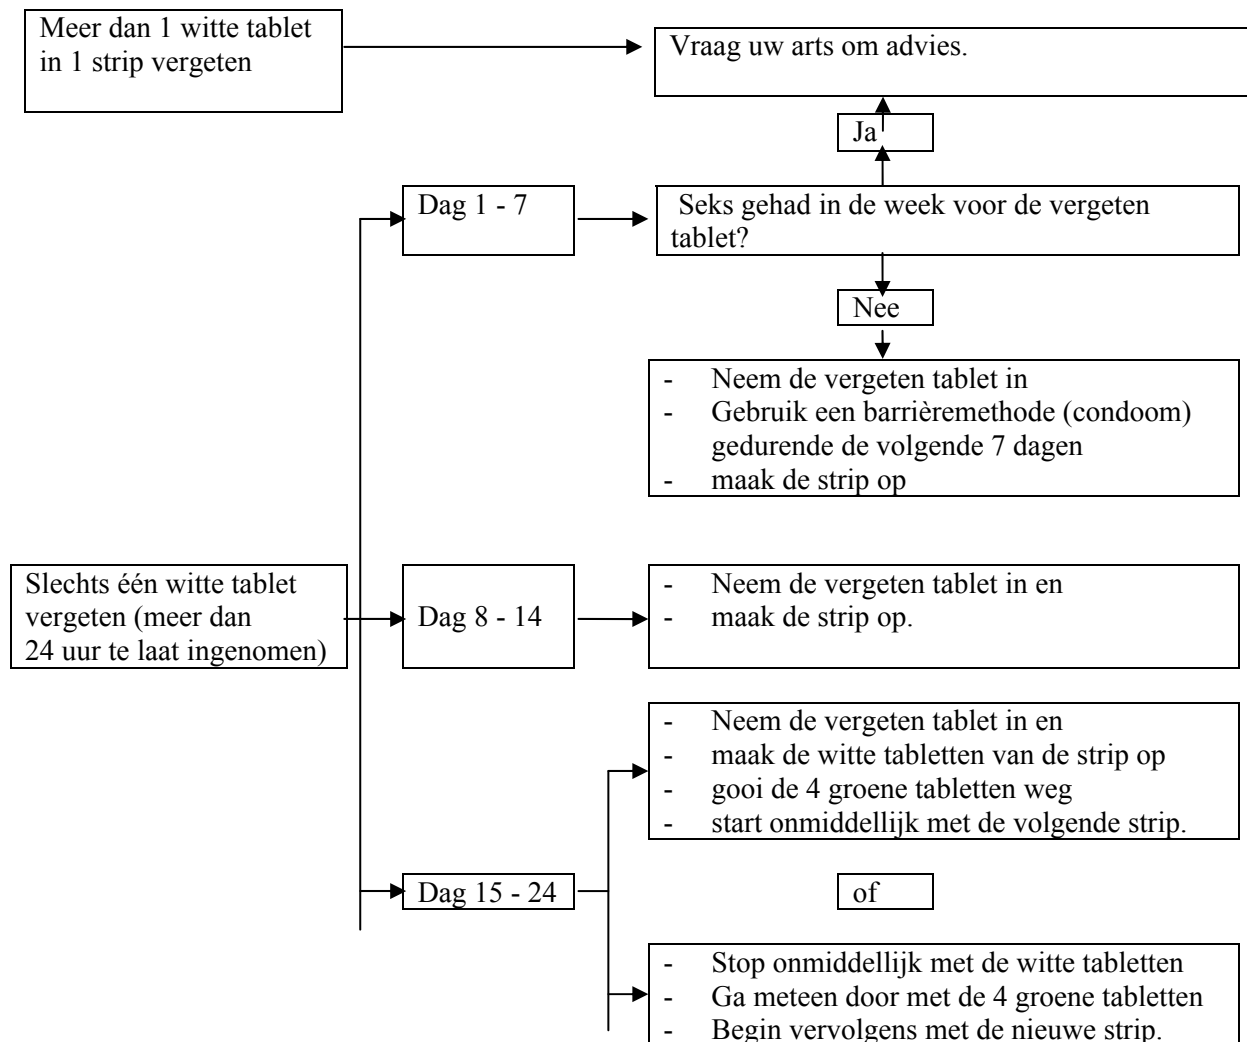 Meer dan 1 witte tablet
in 1 strip vergeten
Vraag uw arts om advies.
Ja
Dag 1 - 7
Seks gehad in de week voor de vergeten
tablet?
Nee
- Neem de vergeten tablet in
- Gebruik een barrièremethode (condoom)
gedurende de volgende 7 dagen
- maak de strip op
Slechts één witte tablet
vergeten (meer dan
24 uur te laat ingenomen)
Dag 8 - 14
- Neem de vergeten tablet in en
- maak de strip op.
- Neem de vergeten tablet in en
- maak de witte tabletten van de strip op
- gooi de 4 groene tabletten weg
- start onmiddellijk met de volgende strip.
Dag 15 - 24
of
- Stop onmiddellijk met de witte tabletten
- Ga meteen door met de 4 groene tabletten
- Begin vervolgens met de nieuwe strip.